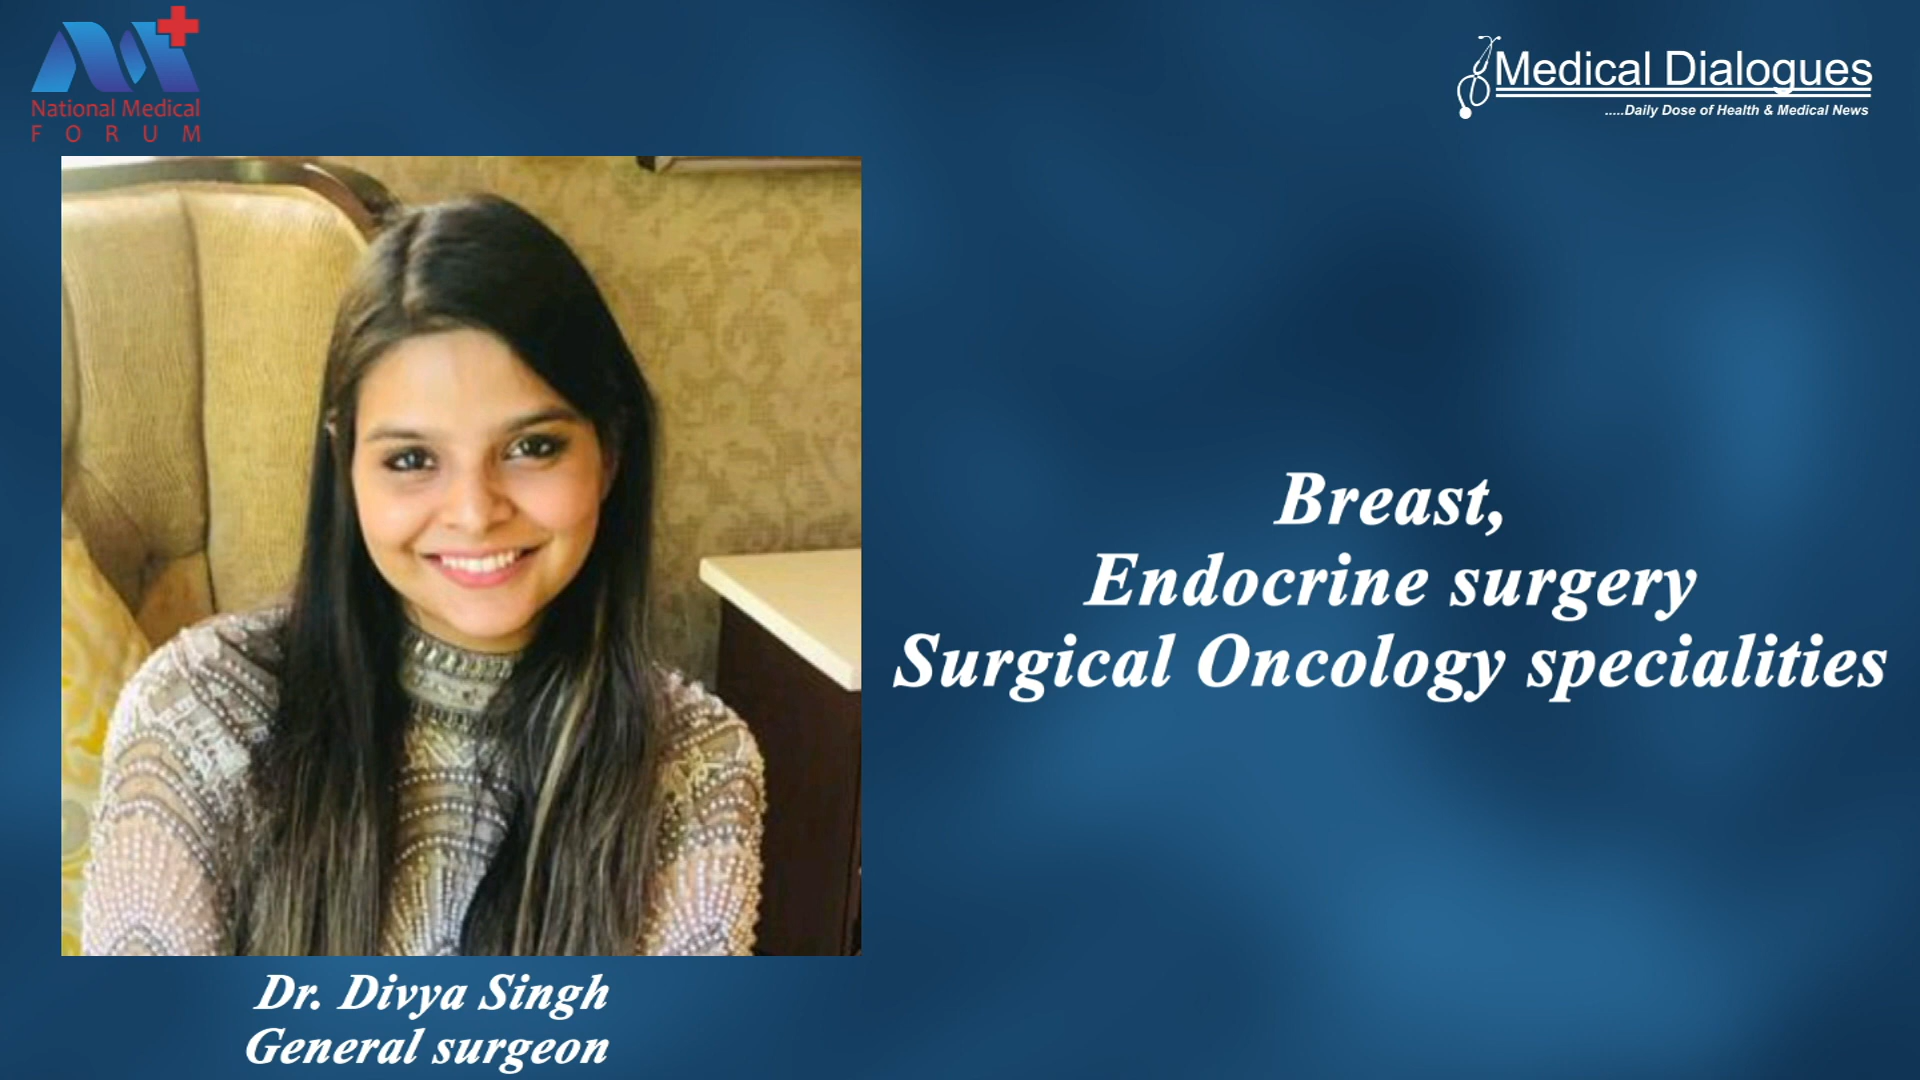 National Medical
FORUM
Medical Dialogues
.....Daily Dose of Health & Medical News
Breast,
Endocrine surgery
Surgical Oncology specialities
Dr. Divya Singh
General surgeon